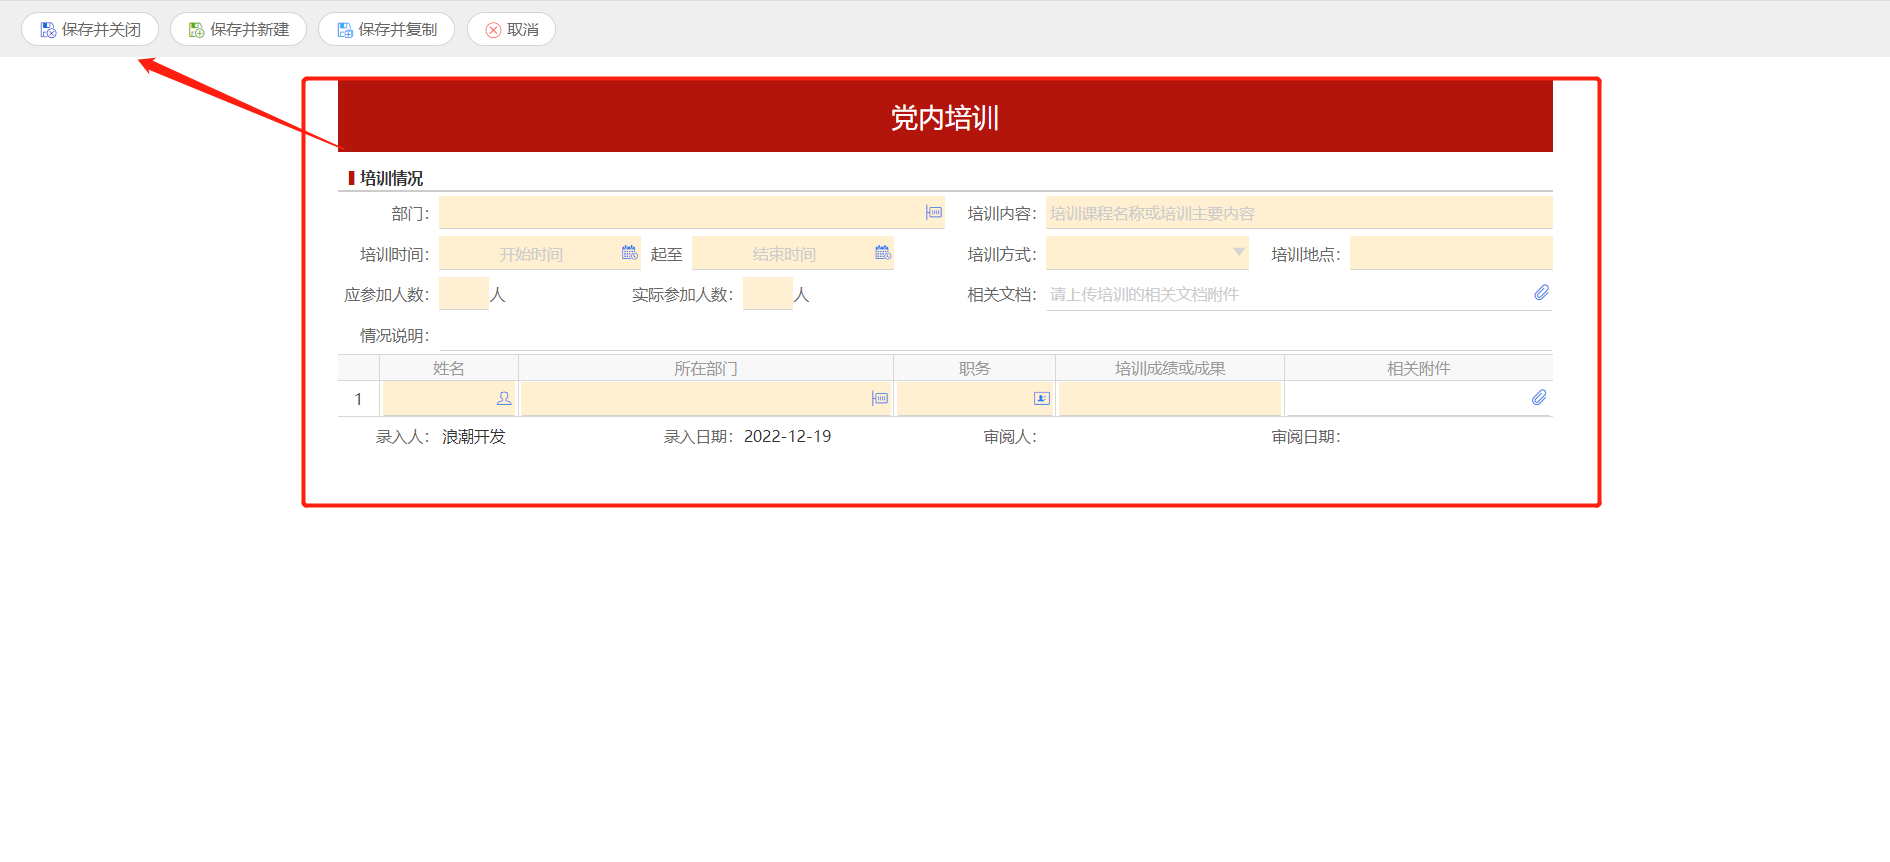 保存并关闭 保存并新建 保存并复制 取消
党内培训
培训情况
部门： 培训内容： 培训课程名称或培训主要内容
培训时间： 开始时间 起至 结束时间 培训方式： 培训地点：
应参加人数： 人 实际参加人数： 人 相关文档： 请上传培训的相关文档附件
情况说明：
姓名 所在部门 职务 培训成绩或成果 相关附件
1
录入人： 浪潮开发 录入日期： 2022-12-19 审阅人： 审阅日期：